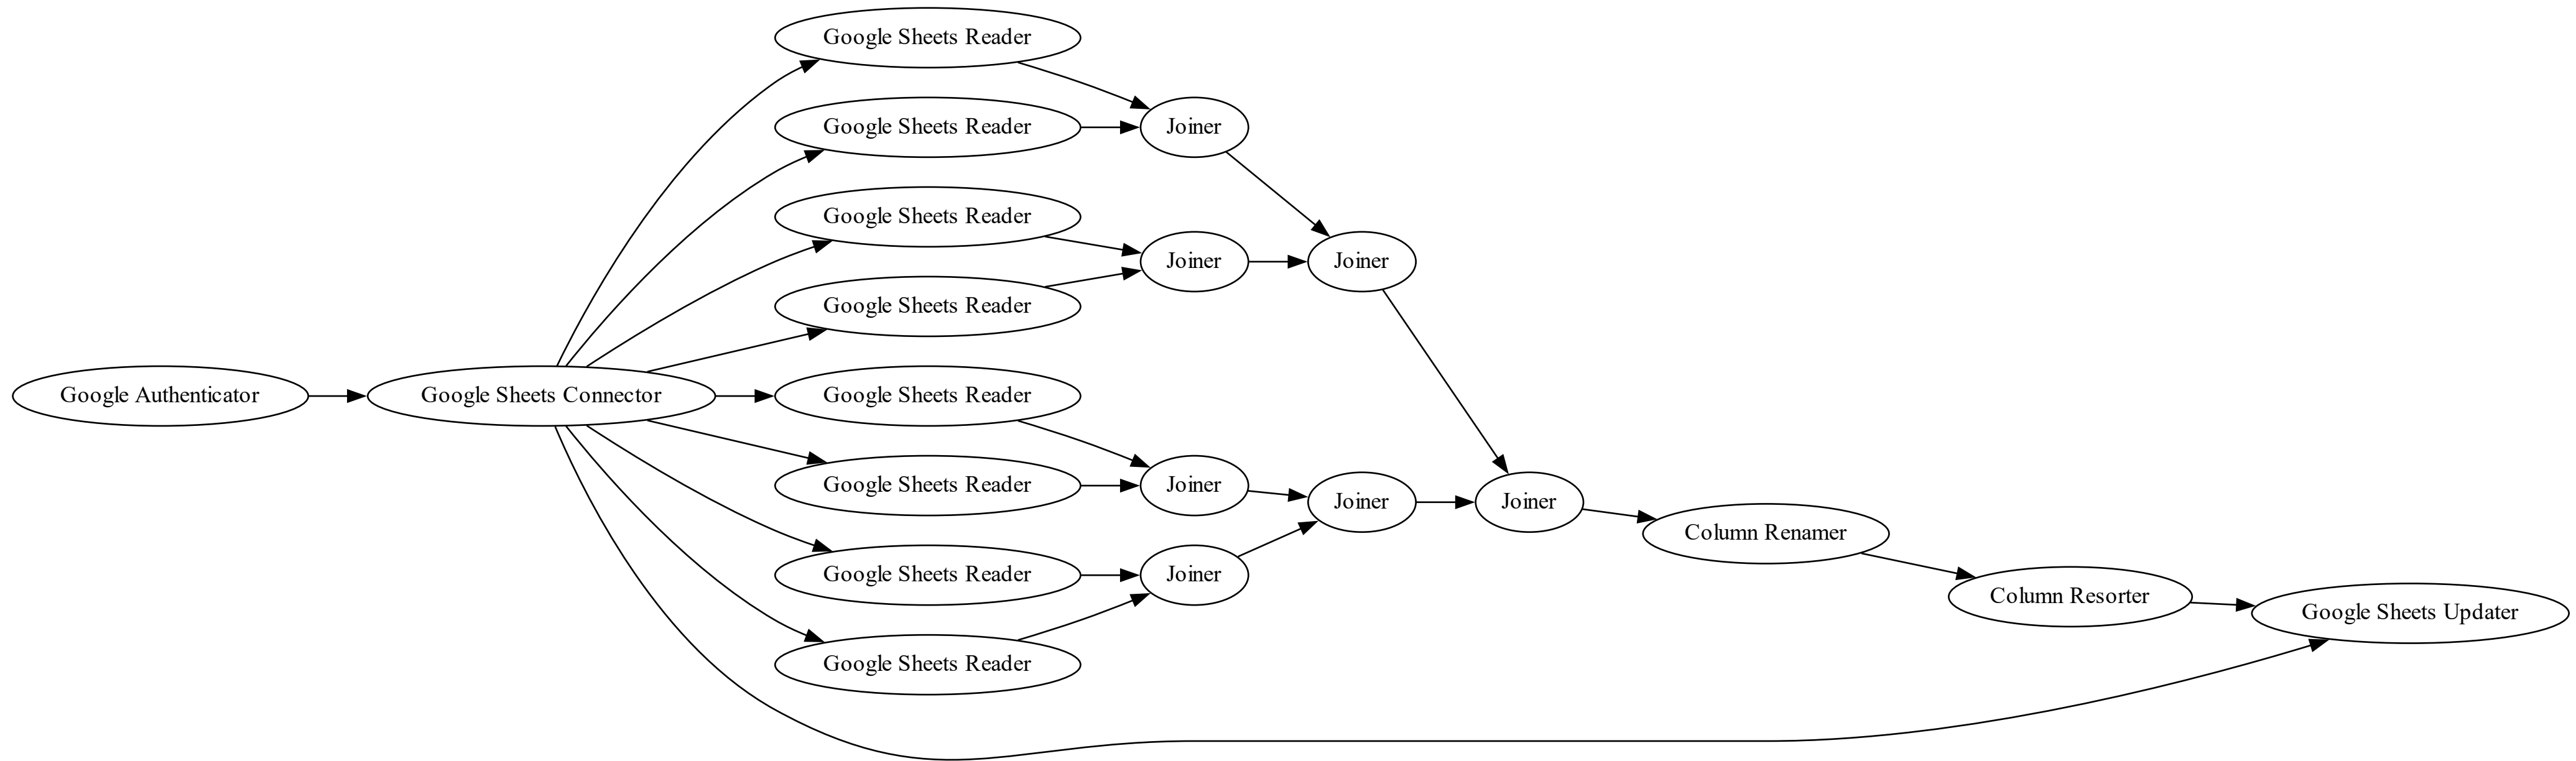 Google Sheets Reader
Google Sheets Reader
Joiner
Google Sheets Reader
Joiner
Joiner
Google Sheets Reader
Google Authenticator
Google Sheets Connector
Google Sheets Reader
Google Sheets Reader
Joiner
Joiner
Joiner
Column Renamer
Google Sheets Reader
Joiner
Column Resorter
Google Sheets Updater
Google Sheets Reader